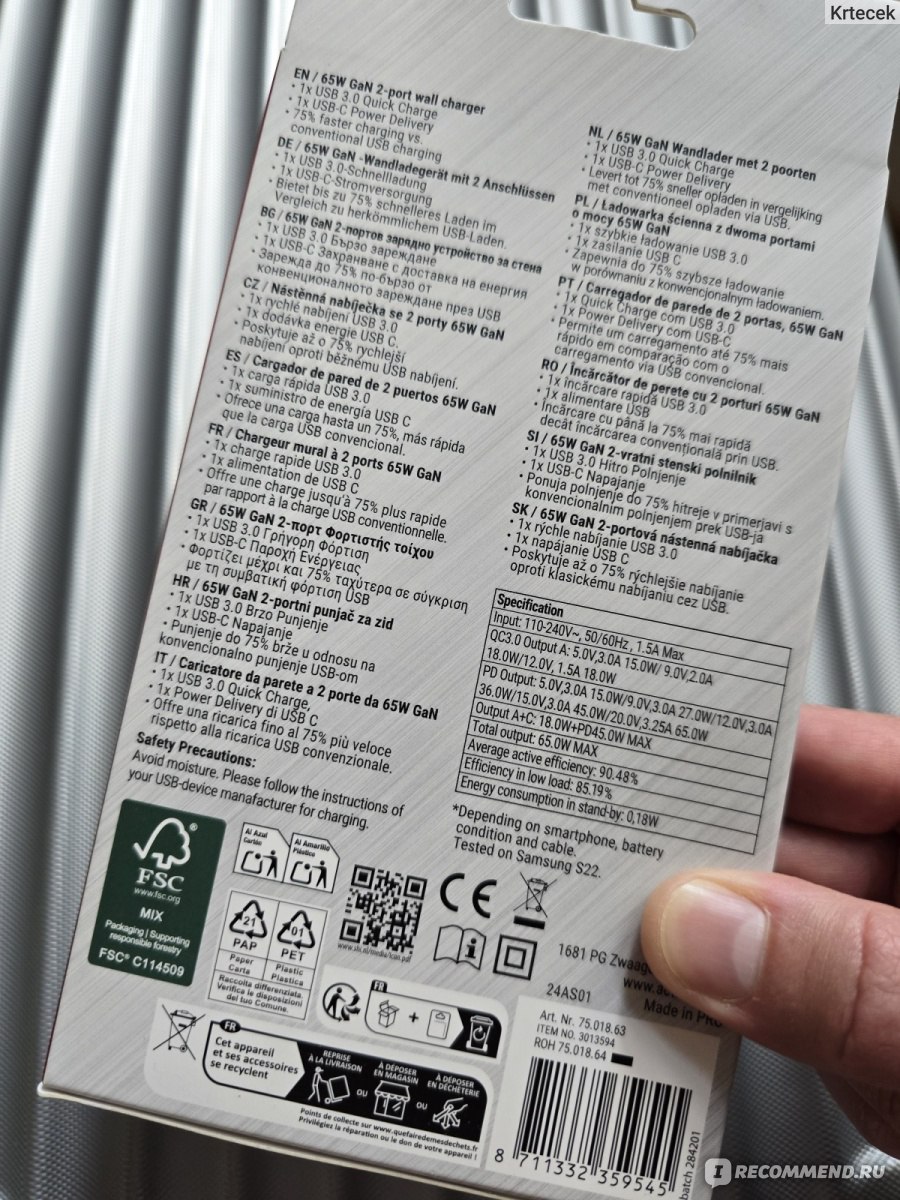 Krtecek
EN / 65W GaN 2-port wall charger
• 1x USB 3.0 Quick Charge
• 1x USB-C Power Delivery
• 75% faster charging vs.
conventional USB charging
DE / 65W GaN -Wandladegerät mit 2 Anschlüssen
• 1x USB 3.0-Schnellladung
• 1x USB-C-Stromversorgung
• Bietet bis zu 75% schnelleres Laden im
Vergleich zu herkömmlichem USB-Laden.
BG / 65W GaN 2-портов зарядно устройство за стена
• 1x USB 3.0 Бързо зареждане
• 1x USB-C Захранване с доставка на енергия
• Зарежда до 75% по-бързо от
конвенционалното зареждане през USB
CZ / Nástěnná nabíječka se 2 porty 65W GaN
• 1x rychlé nabíjení USB 3.0
• 1x dodávka energie USB C.
• Poskytuje až o 75% rychlejší
nabíjení oproti běžnému USB nabíjení.
ES / Cargador de pared de 2 puertos 65W GaN
• 1x carga rápida USB 3.0
• 1x suministro de energía USB C
• Ofrece una carga hasta un 75%, más rápida
que la carga USB convencional.
FR / Chargeur mural à 2 ports 65W GaN
• 1x charge rapide USB 3.0
• 1x alimentation de USB C
• Offre une charge jusqu'à 75% plus rapide
par rapport à la charge USB conventionnelle.
GR / 65W GaN 2-πορτ Φορτιστής τοίχου
• 1x USB 3.0 Γρήγορη Φόρτιση
• 1x USB-C Παροχή Ενέργειας
• Φορτίζει μέχρι και 75% ταχύτερα σε σύγκριση
με τη συμβατική φόρτιση USB
HR / 65W GaN 2-portni punjač za zid
• 1x USB 3.0 Brzo Punjenje
• 1x USB-C Napajanje
• Punjenje do 75% brže u odnosu na
konvencionalno punjenje USB-om
IT / Caricatore da parete a 2 porte da 65W GaN
• 1x USB 3.0 Quick Charge,
• 1x Power Delivery di USB C
• Offre una ricarica fino al 75% più veloce
rispetto alla ricarica USB convenzionale.
Safety Precautions:
Avoid moisture. Please follow the instructions of
your USB-device manufacturer for charging.
NL / 65W GaN Wandlader met 2 poorten
• 1x USB 3.0 Quick Charge
• 1x USB-C Power Delivery
• Levert tot 75% sneller opladen in vergelijking
met conventioneel opladen via USB.
PL / Ładowarka ścienna z dwoma portami
o mocy 65W GaN
• 1x szybkie ładowanie USB 3.0
• 1x zasilanie USB C
• Zapewnia do 75% szybsze ładowanie
w porównaniu z konwencjonalnym ładowaniem.
PT / Carregador de parede de 2 portas, 65W GaN
• 1x Quick Charge com USB 3.0
• 1x Power Delivery com USB-C
• Permite um carregamento até 75% mais
rápido em comparação com o
carregamento via USB convencional.
RO / Încărcător de perete cu 2 porturi 65W GaN
• 1x încărcare rapidă USB 3.0
• 1x alimentare USB
• Încărcare cu până la 75% mai rapidă
decât încărcarea convențională prin USB.
SI / 65W GaN 2-vratni stenski polnilnik
• 1x USB 3.0 Hitro Polnjenje
• 1x USB-C Napajanje
• Ponuja polnjenje do 75% hitreje v primerjavi s
konvencionalnim polnjenjem prek USB-ja
SK / 65W GaN 2-portová nástenná nabíjačka
• 1x rýchle nabíjanie USB 3.0
• 1x napájanie USB C
• Poskytuje až o 75% rýchlejšie nabíjanie
oproti klasickému nabíjaniu cez USB.
Specification
Input: 110-240V~, 50/60Hz , 1.5A Max
QC3.0 Output A: 5.0V,3.0A 15.0W/ 9.0V,2.0A
18.0W/12.0V, 1.5A 18.0W
PD Output: 5.0V,3.0A 15.0W/9.0V,3.0A 27.0W/12.0V,3.0A
36.0W/15.0V,3.0A 45.0W/20.0V,3.25A 65.0W
Output A+C: 18.0W+PD45.0W MAX
Total output: 65.0W MAX
Average active efficiency: 90.48%
Efficiency in low load: 85.19%
Energy consumption in stand-by: 0,18W
*Depending on smartphone, battery
condition and cable.
Tested on Samsung S22.
FSC
www.fsc.org
MIX
Packaging | Supporting
responsible forestry
FSC® C114509
Al Azul
Cartón
Al Amarillo
Plástico
21
PAP
01
PET
Paper
Carta
Plastic
Plastica
Raccolta differenziata.
Verifica le disposizioni
del tuo Comune.
www.sbs.nl/media/icon.pdf
CE
1681 PG Zwaag
Made in PR
24AS01
FR
Art. Nr. 75.018.63
ITEM NO. 3013594
ROH 75.018.64
FR
Cet appareil
et ses accessoires
se recyclent
REPRISE
À LA LIVRAISON
OU
À DÉPOSER
EN MAGASIN
OU
À DÉPOSER
EN DÉCHÈTERIE
Points de collecte sur www.quefairedemesdechets.fr
Privilégiez la réparation ou le don de votre appareil !
8 711332 359545
batch 284201
IRECOMMEND.RU